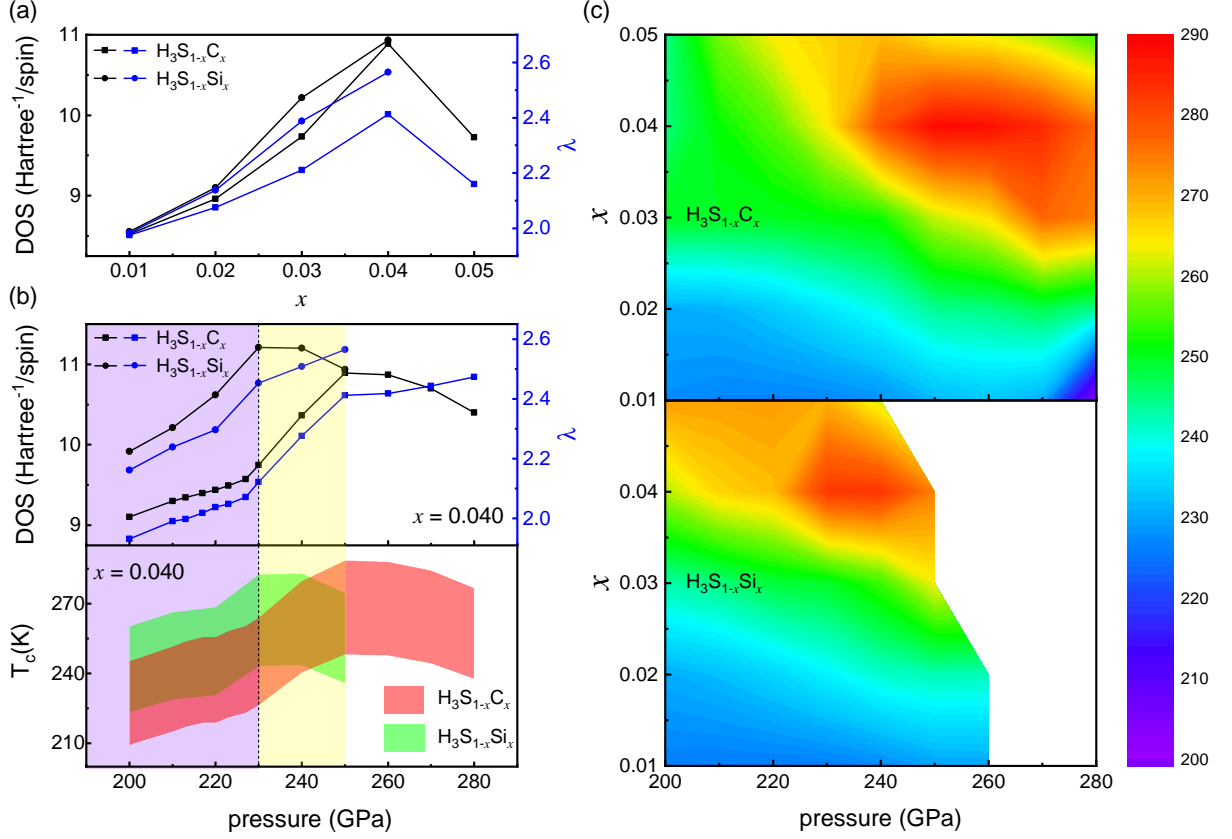 (a)
11
10
9
DOS (Hartree⁻¹/spin)
H₃S₁₋ₓCₓ
H₃S₁₋ₓSiₓ
2.6
2.4
2.2
2.0
λ
0.01 0.02 0.03 0.04 0.05
x
(b)
11
10
9
DOS (Hartree⁻¹/spin)
H₃S₁₋ₓCₓ
H₃S₁₋ₓSiₓ
2.6
2.4
2.2
2.0
λ
x = 0.040
x = 0.040
270
240
210
T_c(K)
H₃S₁₋ₓCₓ
H₃S₁₋ₓSiₓ
200 220 240 260 280
pressure (GPa)
(c)
0.05
0.04
0.03
0.02
0.01
x
H₃S₁₋ₓCₓ
0.04
0.03
0.02
0.01
x
H₃S₁₋ₓSiₓ
200 220 240 260 280
pressure (GPa)
290
280
270
260
250
240
230
220
210
200